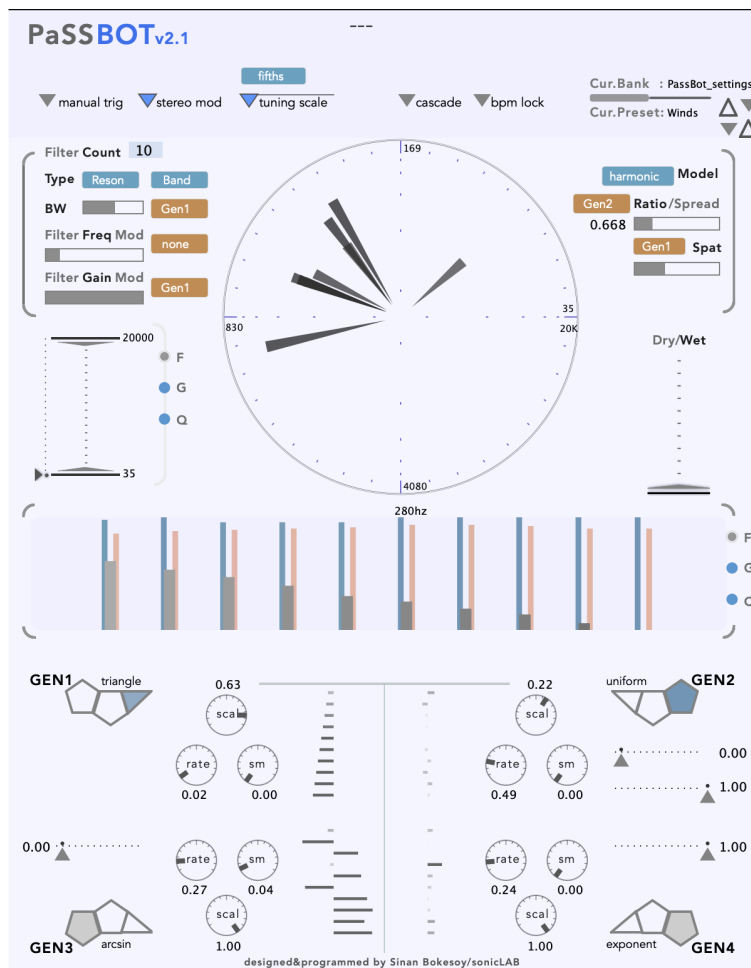 ---
PaSSBOTv2.1
fifths
manual trig stereo mod tuning scale cascade bpm lock
Cur.Bank : PassBot_settings
Cur.Preset: Winds
Filter Count 10
Type Reson Band
BW Gen1
Filter Freq Mod none
Filter Gain Mod Gen1
169
35
830 20K
4080
harmonic Model
Gen2 Ratio/Spread
0.668
Gen1 Spat
20000
F
G
Q
35
Dry/Wet
280hz
F
G
Q
GEN1 triangle
0.63
scal
rate sm
0.02 0.00
0.22
scal
rate sm
0.49 0.00
uniform GEN2
0.00
1.00
0.00
rate sm
0.27 0.04
scal
1.00
GEN3 arcsin
rate sm
0.24 0.00
scal
1.00
1.00
exponent GEN4
designed&programmed by Sinan Bokesoy/sonicLAB